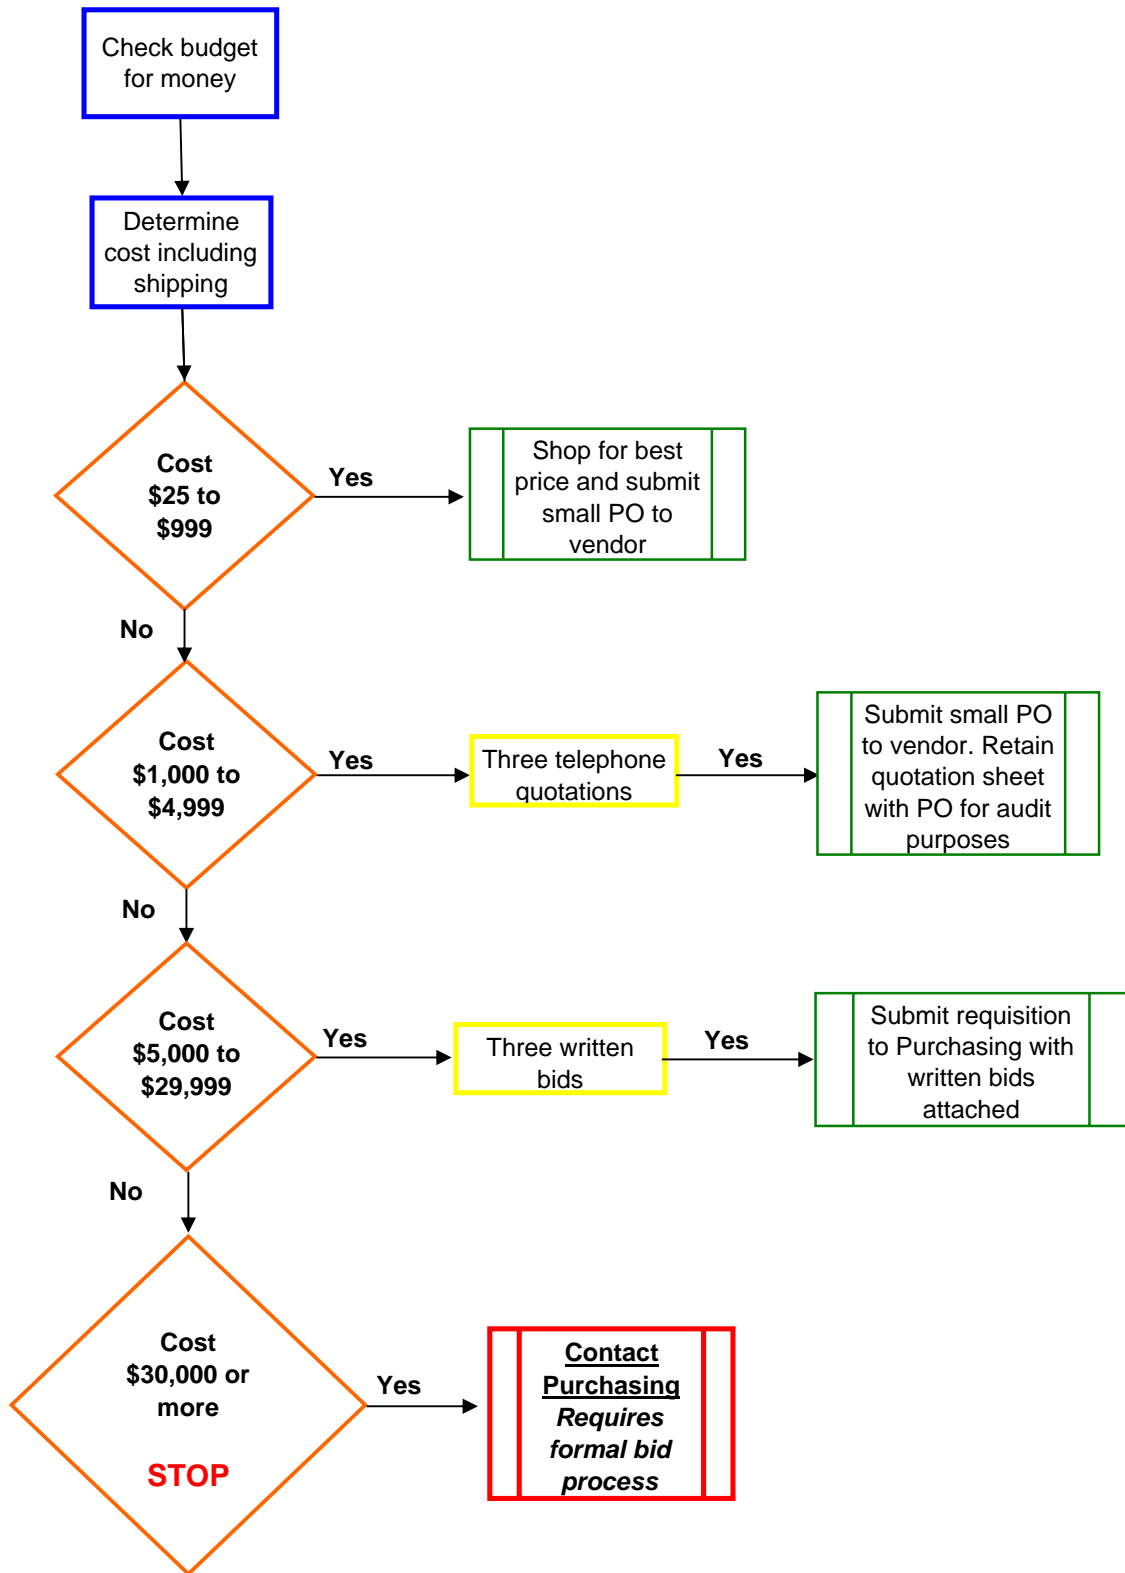 Check budget
for money
Determine
cost including
shipping
Cost
$25 to
$999
Yes
Shop for best
price and submit
small PO to
vendor
No
Cost
$1,000 to
$4,999
Yes
Three telephone
quotations
Yes
Submit small PO
to vendor. Retain
quotation sheet
with PO for audit
purposes
No
Cost
$5,000 to
$29,999
Yes
Three written
bids
Yes
Submit requisition
to Purchasing with
written bids
attached
No
Cost
$30,000 or
more
STOP
Yes
Contact
Purchasing
Requires
formal bid
process